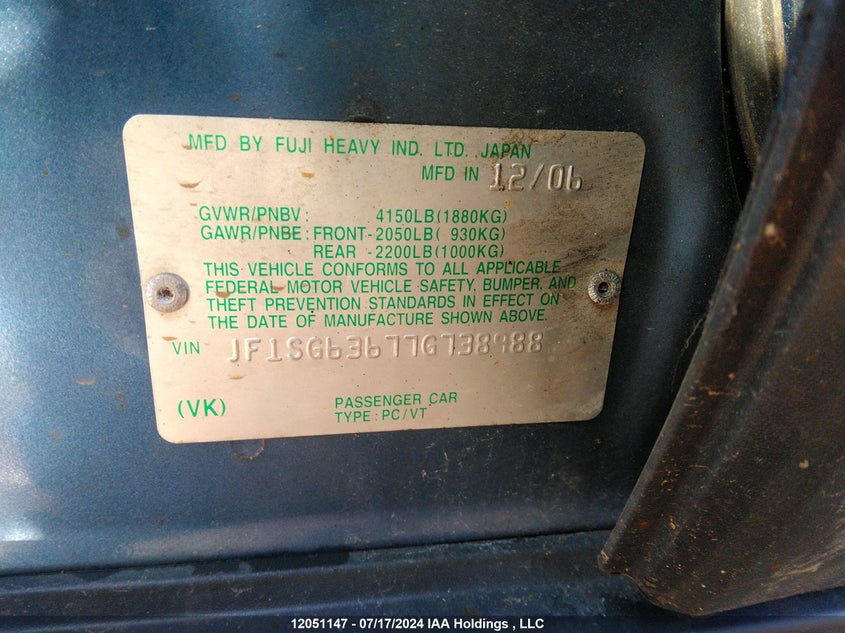 MFD BY FUJI HEAVY IND. LTD. JAPAN
MFD IN 12/06
GVWR/PNBV: 4150LB(1880KG)
GAWR/PNBE: FRONT-2050LB( 930KG)
REAR -2200LB(1000KG)
THIS VEHICLE CONFORMS TO ALL APPLICABLE
FEDERAL MOTOR VEHICLE SAFETY, BUMPER, AND
THEFT PREVENTION STANDARDS IN EFFECT ON
THE DATE OF MANUFACTURE SHOWN ABOVE.
VIN JF1SG63677G738988
(VK) PASSENGER CAR
TYPE: PC/VT
12051147 - 07/17/2024 IAA Holdings , LLC